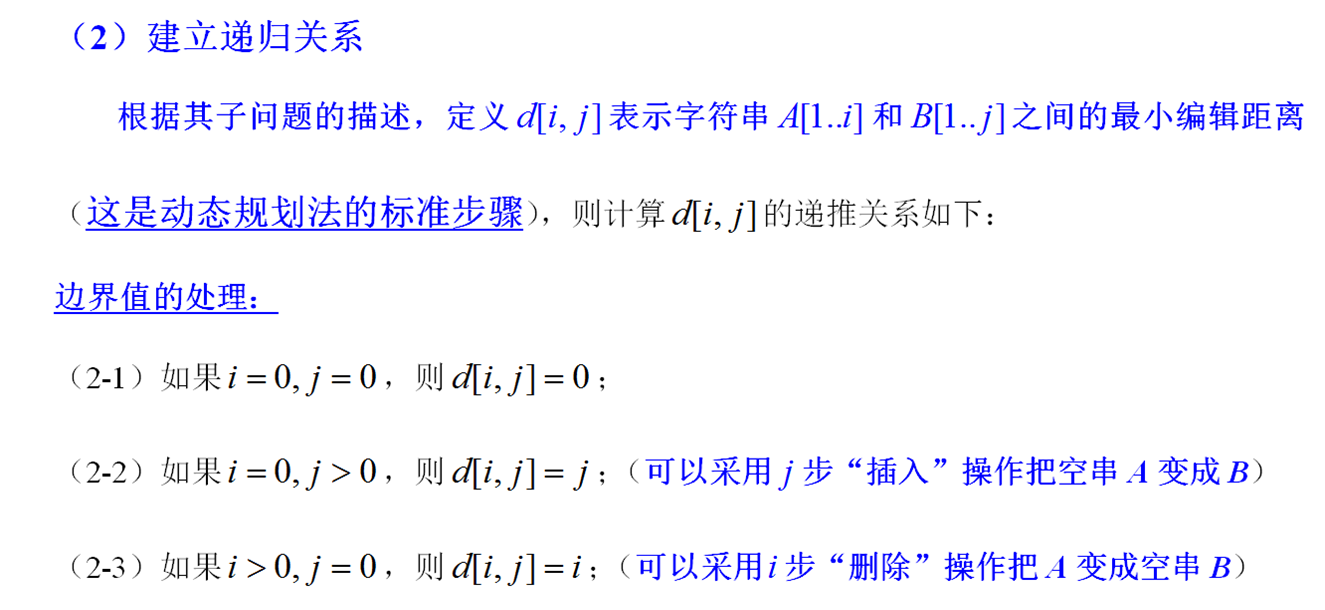 （2）建立递归关系
根据其子问题的描述，定义 d[i, j] 表示字符串 A[1..i] 和 B[1..j] 之间的最小编辑距离
（这是动态规划法的标准步骤），则计算 d[i, j] 的递推关系如下：
边界值的处理：
（2-1）如果 i = 0, j = 0，则 d[i, j] = 0；
（2-2）如果 i = 0, j > 0，则 d[i, j] = j；（可以采用 j 步“插入”操作把空串 A 变成 B）
（2-3）如果 i > 0, j = 0，则 d[i, j] = i；（可以采用 i 步“删除”操作把 A 变成空串 B）